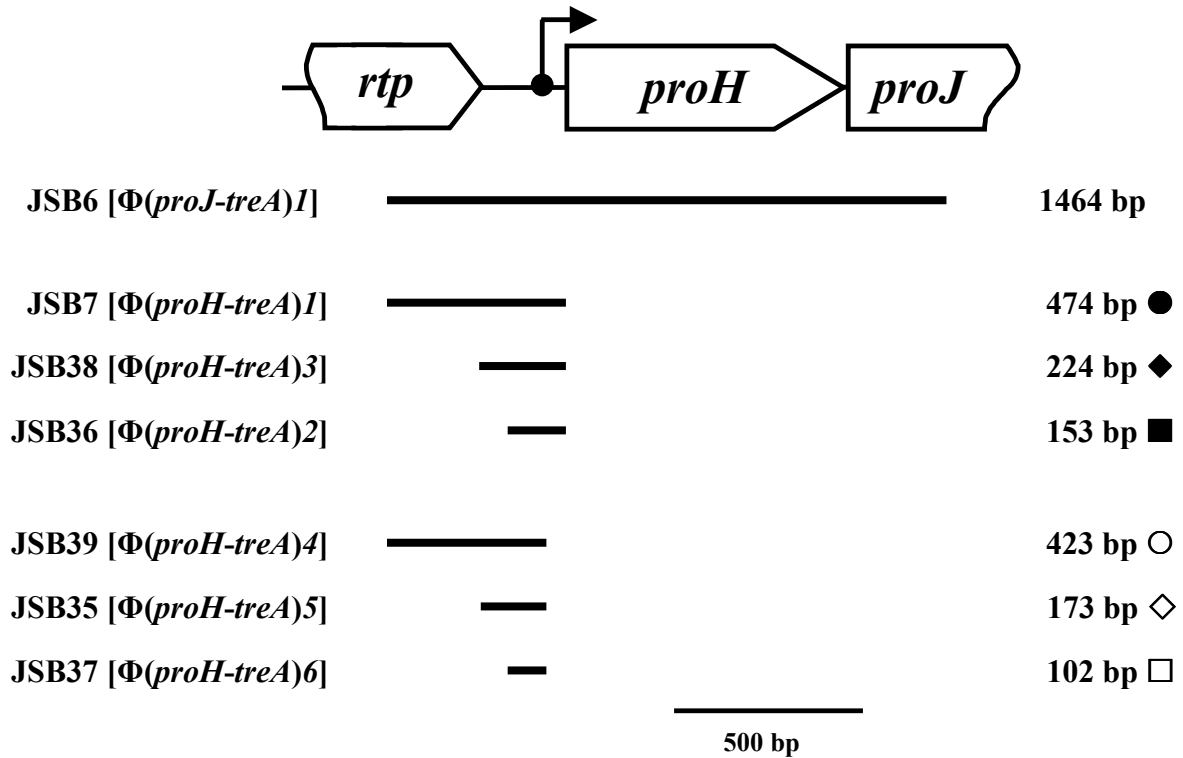 rtp proH proJ
JSB6 [Φ(proJ-treA)1] 1464 bp
JSB7 [Φ(proH-treA)1] 474 bp
JSB38 [Φ(proH-treA)3] 224 bp
JSB36 [Φ(proH-treA)2] 153 bp
JSB39 [Φ(proH-treA)4] 423 bp
JSB35 [Φ(proH-treA)5] 173 bp
JSB37 [Φ(proH-treA)6] 102 bp
500 bp